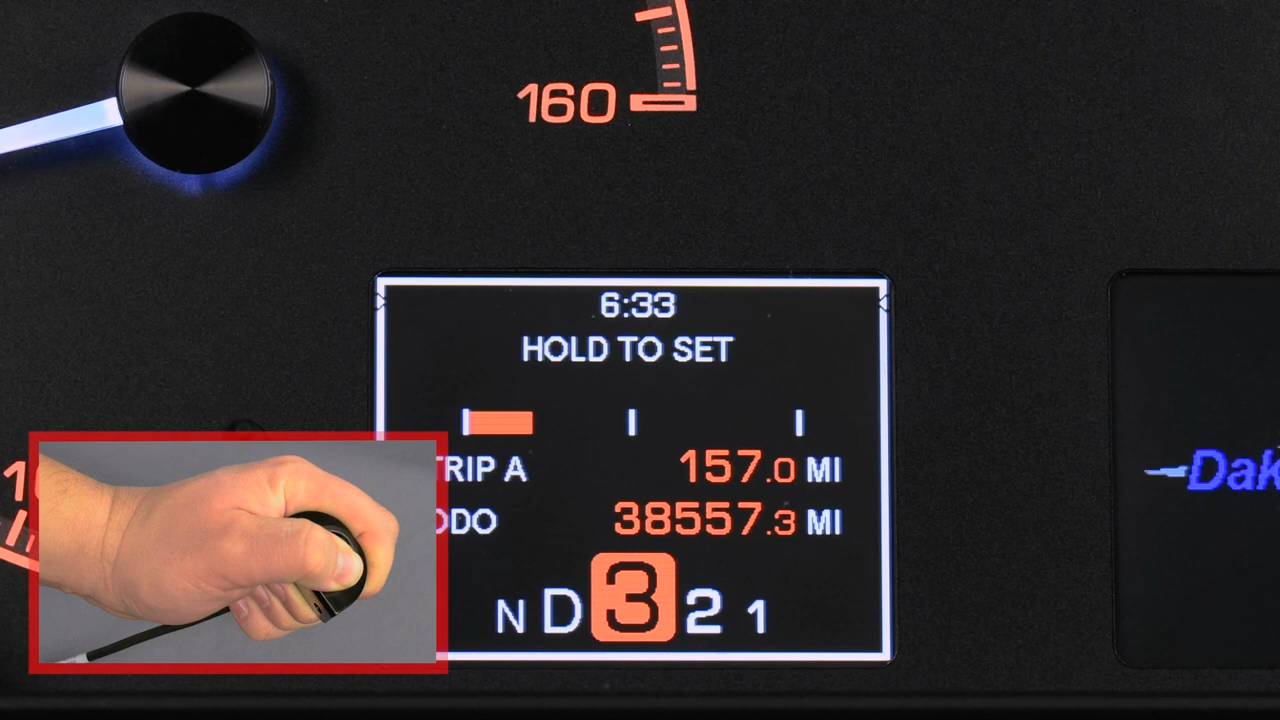 160
6:33
HOLD TO SET
TRIP A 157.0 MI
ODO 38557.3 MI
N D 3 2 1